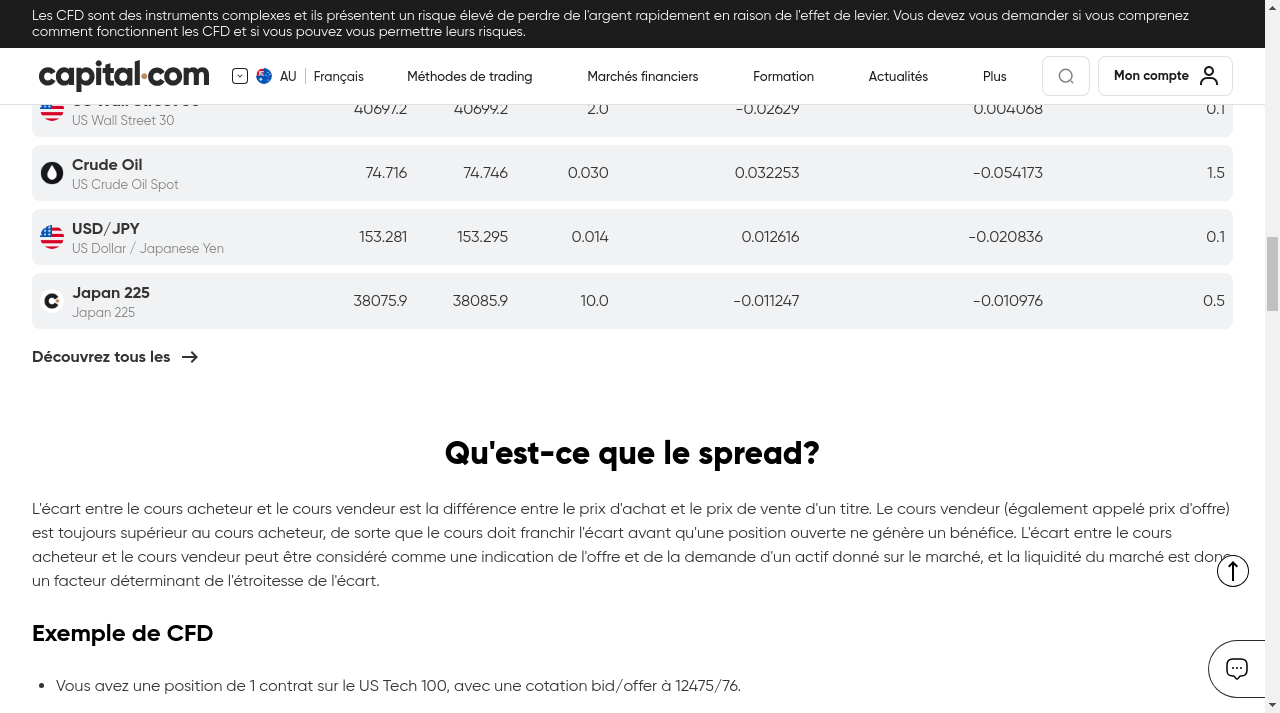 Les CFD sont des instruments complexes et ils présentent un risque élevé de perdre de l'argent rapidement en raison de l'effet de levier. Vous devez vous demander si vous comprenez
comment fonctionnent les CFD et si vous pouvez vous permettre leurs risques.
capital.com AU Français Méthodes de trading Marchés financiers Formation Actualités Plus Mon compte
40697.2 40699.2 2.0 -0.02629 0.004068 0.1
US Wall Street 30
Crude Oil 74.716 74.746 0.030 0.032253 -0.054173 1.5
US Crude Oil Spot
USD/JPY 153.281 153.295 0.014 0.012616 -0.020836 0.1
US Dollar / Japanese Yen
Japan 225 38075.9 38085.9 10.0 -0.011247 -0.010976 0.5
Japan 225
Découvrez tous les
Qu'est-ce que le spread?
L'écart entre le cours acheteur et le cours vendeur est la différence entre le prix d'achat et le prix de vente d'un titre. Le cours vendeur (également appelé prix d'offre)
est toujours supérieur au cours acheteur, de sorte que le cours doit franchir l'écart avant qu'une position ouverte ne génère un bénéfice. L'écart entre le cours
acheteur et le cours vendeur peut être considéré comme une indication de l'offre et de la demande d'un actif donné sur le marché, et la liquidité du marché est donc
un facteur déterminant de l'étroitesse de l'écart.
Exemple de CFD
Vous avez une position de 1 contrat sur le US Tech 100, avec une cotation bid/offer à 12475/76.